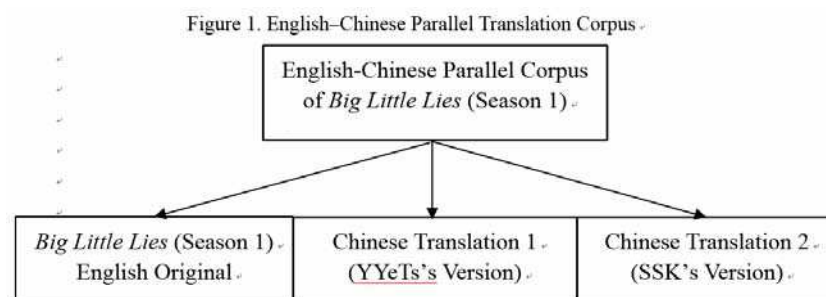 Figure 1. English–Chinese Parallel Translation Corpus
English-Chinese Parallel Corpus
of Big Little Lies (Season 1)
Big Little Lies (Season 1)
English Original
Chinese Translation 1
(YYeTs's Version)
Chinese Translation 2
(SSK's Version)